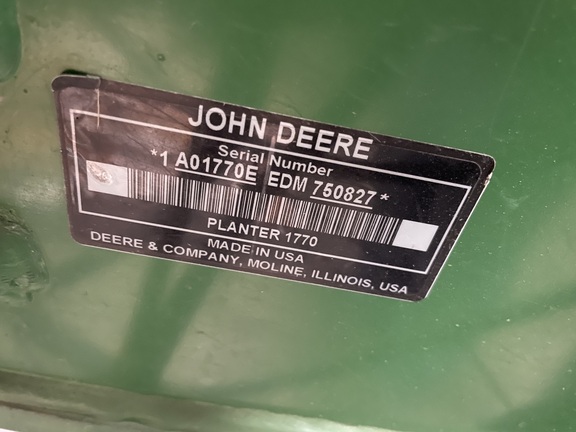 JOHN DEERE
Serial Number
*1 A01770E EDM 750827*
PLANTER 1770
MADE IN USA
DEERE & COMPANY, MOLINE, ILLINOIS, USA